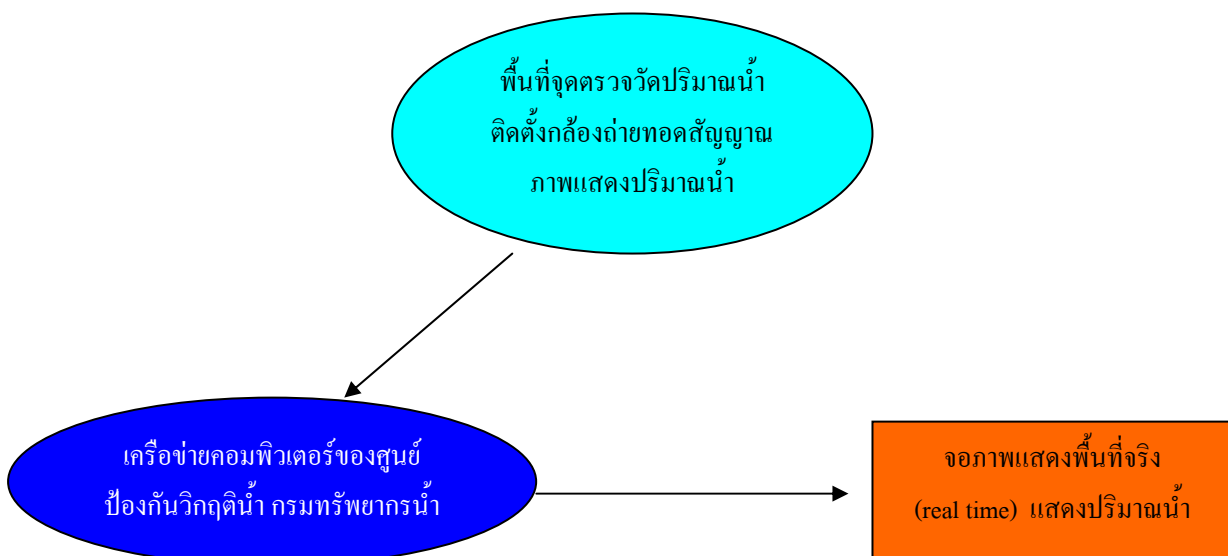 พื้นที่จุดตรวจวัดปริมาณน้ำ
ติดตั้งกล้องถ่ายทอดสัญญาณ
ภาพแสดงปริมาณน้ำ
เครือข่ายคอมพิวเตอร์ของศูนย์
ป้องกันวิกฤติน้ำ กรมทรัพยากรน้ำ
จอภาพแสดงพื้นที่จริง
(real time) แสดงปริมาณน้ำ